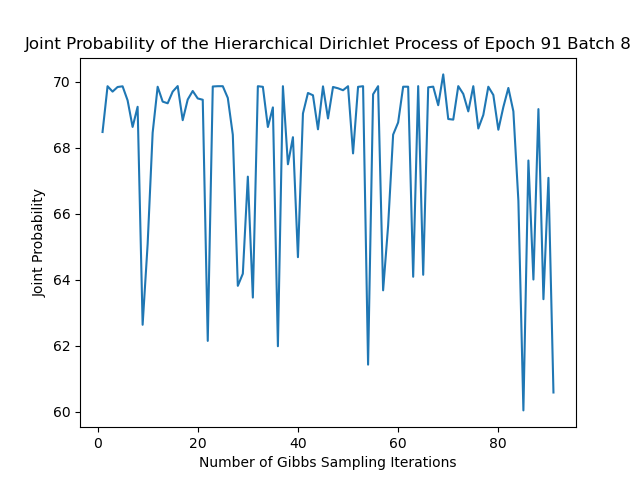 Joint Probability of the Hierarchical Dirichlet Process of Epoch 91 Batch 8
70
68
66
64
62
60
Joint Probability
0 20 40 60 80
Number of Gibbs Sampling Iterations